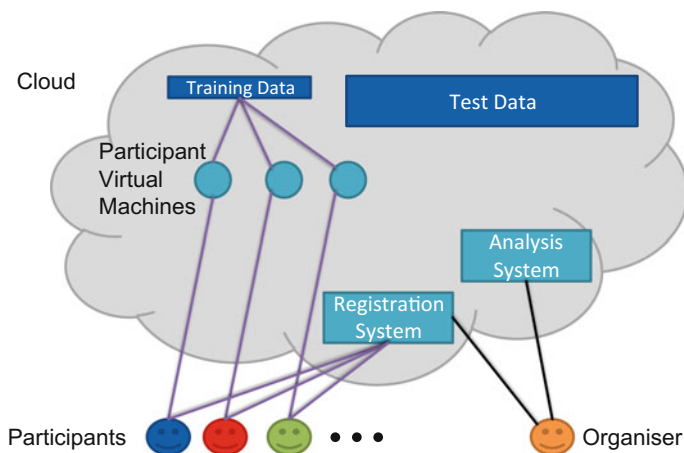 Cloud
Training Data
Test Data
Participant
Virtual
Machines
Analysis
System
Registration
System
Participants
Organiser